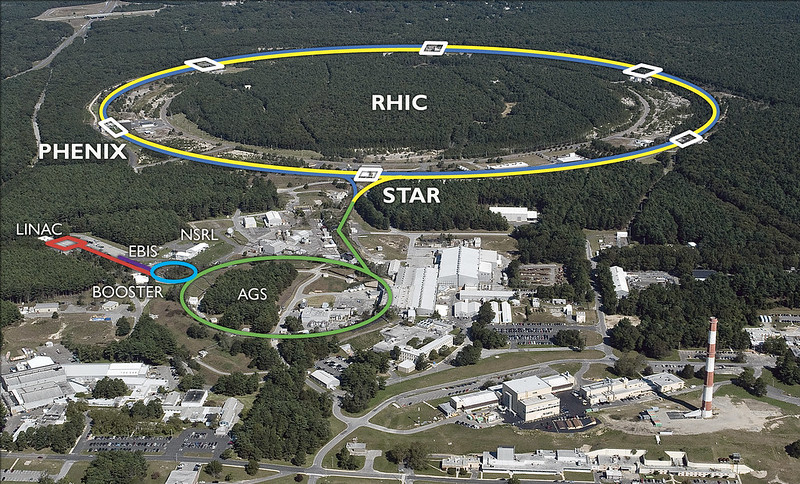 RHIC
PHENIX
STAR
LINAC
NSRL
EBIS
BOOSTER
AGS